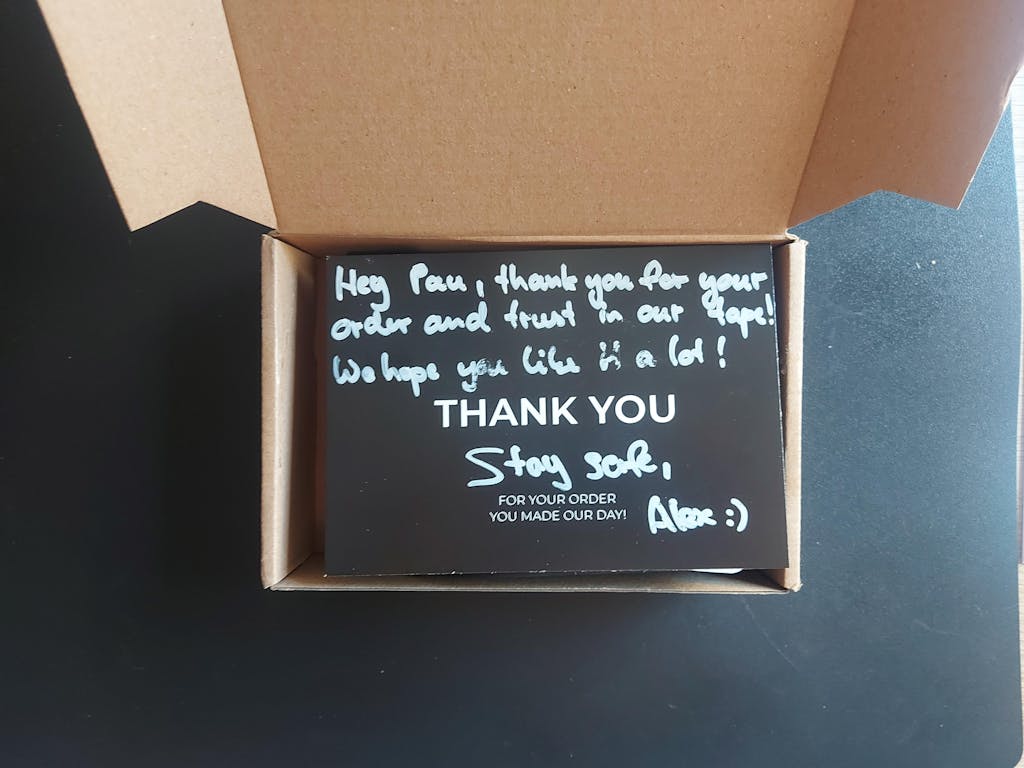 Hey Pau, thank you for your
order and trust in our tape!
We hope you like it a lot!
THANK YOU
Stay safe,
FOR YOUR ORDER
YOU MADE OUR DAY!
Alex :)